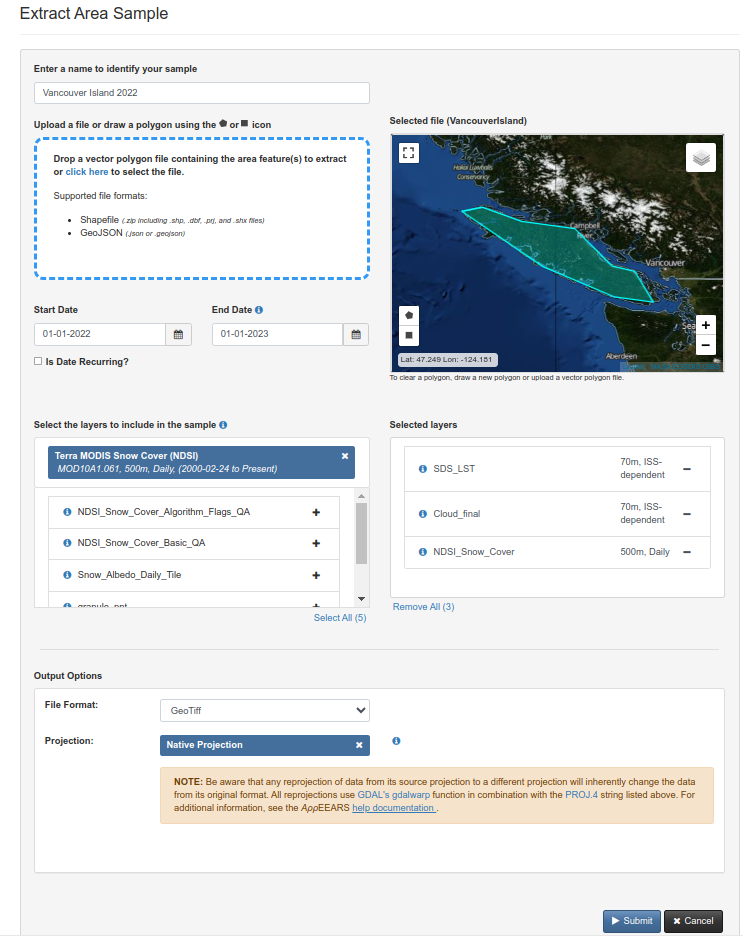 Extract Area Sample
Enter a name to identify your sample
Vancouver Island 2022
Upload a file or draw a polygon using the or icon
Drop a vector polygon file containing the area feature(s) to extract
or click here to select the file.
Supported file formats:
Shapefile (.zip including .shp, .dbf, .prj, and .shx files)
GeoJSON (.json or .geojson)
Selected file (VancouverIsland)
Conservancy
Campbell
River
Vancouver
Sea
Aberdeen
+
−
Lat: 47.249 Lon: -124.181
To clear a polygon, draw a new polygon or upload a vector polygon file.
Start Date
End Date
01-01-2022
01-01-2023
Is Date Recurring?
Select the layers to include in the sample
Terra MODIS Snow Cover (NDSI)
MOD10A1.061, 500m, Daily, (2000-02-24 to Present)
NDSI_Snow_Cover_Algorithm_Flags_QA
NDSI_Snow_Cover_Basic_QA
Snow_Albedo_Daily_Tile
granule_pnt
Select All (5)
Selected layers
SDS_LST
70m, ISS-
dependent
Cloud_final
70m, ISS-
dependent
NDSI_Snow_Cover
500m, Daily
Remove All (3)
Output Options
File Format:
GeoTiff
Projection:
Native Projection
NOTE: Be aware that any reprojection of data from its source projection to a different projection will inherently change the data
from its original format. All reprojections use GDAL's gdalwarp function in combination with the PROJ.4 string listed above. For
additional information, see the AppEEARS help documentation .
Submit
Cancel